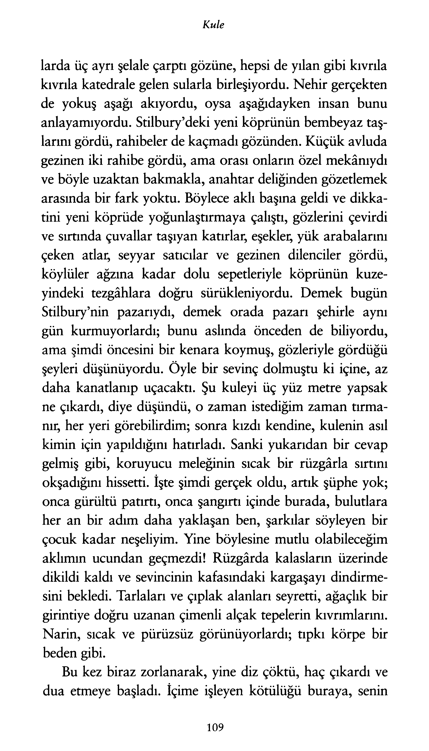 Kule
larda üç ayrı şelale çarptı gözüne, hepsi de yılan gibi kıvrıla
kıvrıla katedrale gelen sularla birleşiyordu. Nehir gerçekten
de yokuş aşağı akıyordu, oysa aşağıdayken insan bunu
anlayamıyordu. Stilbury’deki yeni köprünün bembeyaz taş-
larını gördü, rahibeler de kaçmadı gözünden. Küçük avluda
gezinen iki rahibe gördü, ama orası onların özel mekânıydı
ve böyle uzaktan bakmakla, anahtar deliğinden gözetlemek
arasında bir fark yoktu. Böylece aklı başına geldi ve dikka-
tini yeni köprüde yoğunlaştırmaya çalıştı, gözlerini çevirdi
ve sırtında çuvallar taşıyan katırlar, eşekler, yük arabalarını
çeken atlar, seyyar satıcılar ve gezinen dilenciler gördü,
köylüler ağzına kadar dolu sepetleriyle köprünün kuze-
yindeki tezgâhlara doğru sürükleniyordu. Demek bugün
Stilbury’nin pazarıydı, demek orada pazarı şehirle aynı
gün kurmuyorlardı; bunu aslında önceden de biliyordu,
ama şimdi öncesini bir kenara koymuş, gözleriyle gördüğü
şeyleri düşünüyordu. Öyle bir sevinç dolmuştu ki içine, az
daha kanatlanıp uçacaktı. Şu kuleyi üç yüz metre yapsak
ne çıkardı, diye düşündü, o zaman istediğim zaman tırma-
nır, her yeri görebilirdim; sonra kızdı kendine, kulenin asıl
kimin için yapıldığını hatırladı. Sanki yukarıdan bir cevap
gelmiş gibi, koruyucu meleğinin sıcak bir rüzgârla sırtını
okşadığını hissetti. İşte şimdi gerçek oldu, artık şüphe yok;
onca gürültü patırtı, onca şangırtı içinde burada, bulutlara
her an bir adım daha yaklaşan ben, şarkılar söyleyen bir
çocuk kadar neşeliyim. Yine böylesine mutlu olabileceğim
aklımın ucundan geçmezdi! Rüzgârda kalasların üzerinde
dikildi kaldı ve sevincinin kafasındaki kargaşayı dindirme-
sini bekledi. Tarlaları ve çıplak alanları seyretti, ağaçlık bir
girintiye doğru uzanan çimenli alçak tepelerin kıvrımlarını.
Narin, sıcak ve pürüzsüz görünüyorlardı; tıpkı körpe bir
beden gibi.
Bu kez biraz zorlanarak, yine diz çöktü, haç çıkardı ve
dua etmeye başladı. İçime işleyen kötülüğü buraya, senin
109